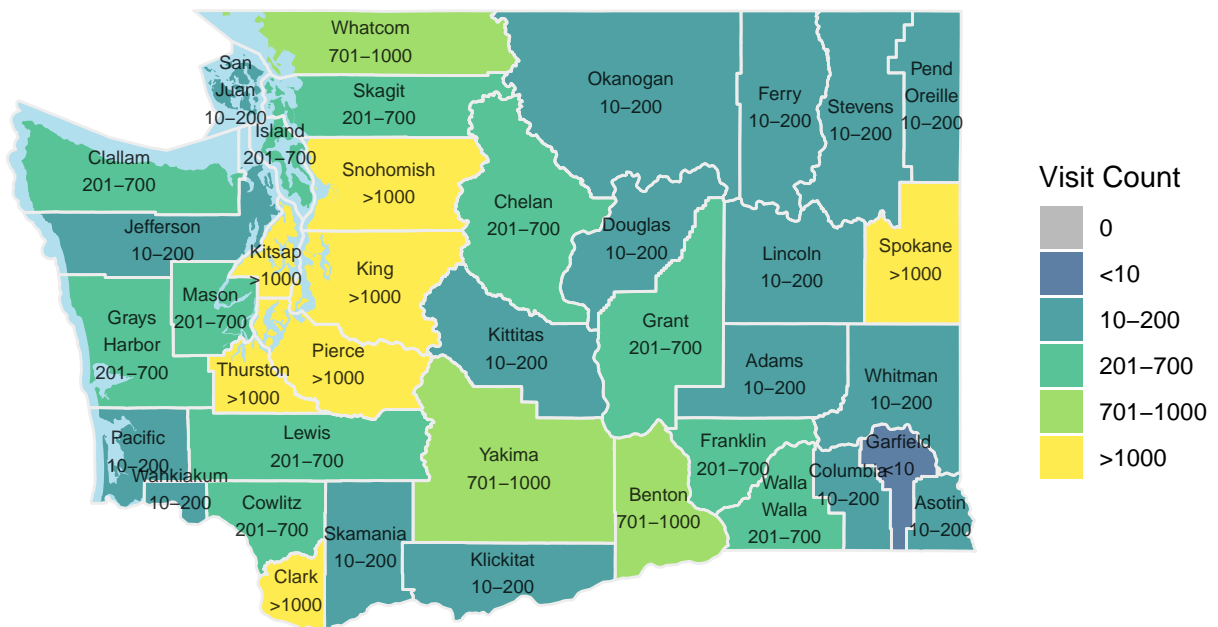 Whatcom
701–1000
San
Juan
10–200
Skagit
201–700
Island
201–700
Okanogan
10–200
Ferry
10–200
Stevens
10–200
Pend
Oreille
10–200
Clallam
201–700
Snohomish
>1000
Chelan
201–700
Jefferson
10–200
Douglas
10–200
Kitsap
>1000
King
>1000
Lincoln
10–200
Spokane
>1000
Mason
201–700
Grays
Harbor
201–700
Kittitas
10–200
Grant
201–700
Pierce
>1000
Thurston
>1000
Adams
10–200
Whitman
10–200
Pacific
10–200
Lewis
201–700
Yakima
701–1000
Franklin
201–700
Garfield
<10
Wahkiakum
10–200
Cowlitz
201–700
Benton
701–1000
Walla
Walla
201–700
Columbia
10–200
Asotin
10–200
Skamania
10–200
Klickitat
10–200
Clark
>1000
Visit Count
0
<10
10–200
201–700
701–1000
>1000